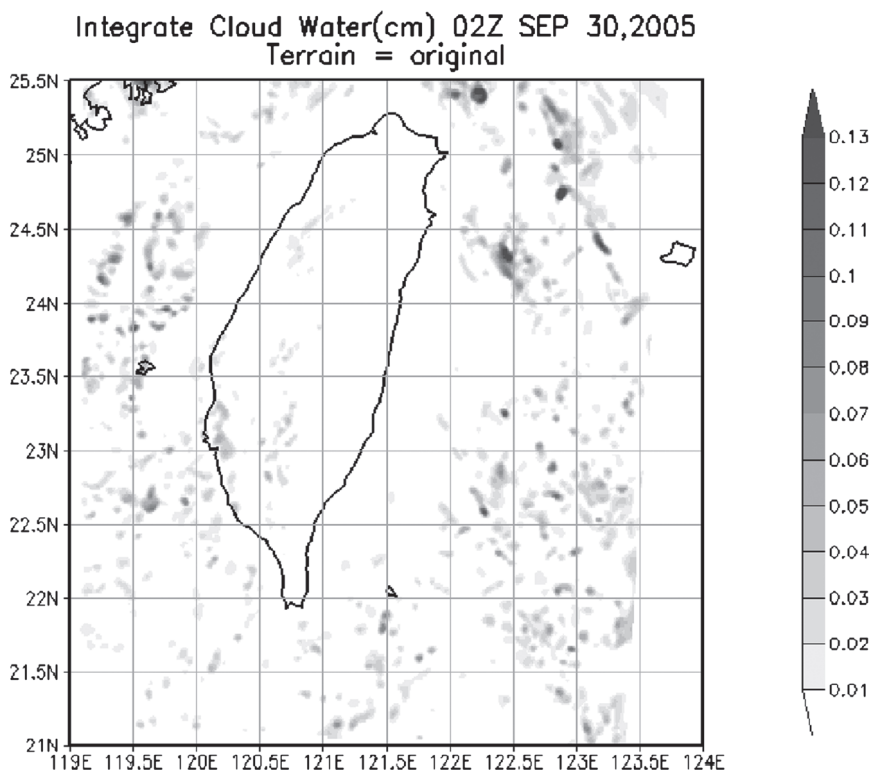 Integrate Cloud Water(cm) 02Z SEP 30,2005
Terrain = original
25.5N
25N
24.5N
24N
23.5N
23N
22.5N
22N
21.5N
21N
119E 119.5E 120E 120.5E 121E 121.5E 122E 122.5E 123E 123.5E 124E
0.13
0.12
0.11
0.1
0.09
0.08
0.07
0.06
0.05
0.04
0.03
0.02
0.01